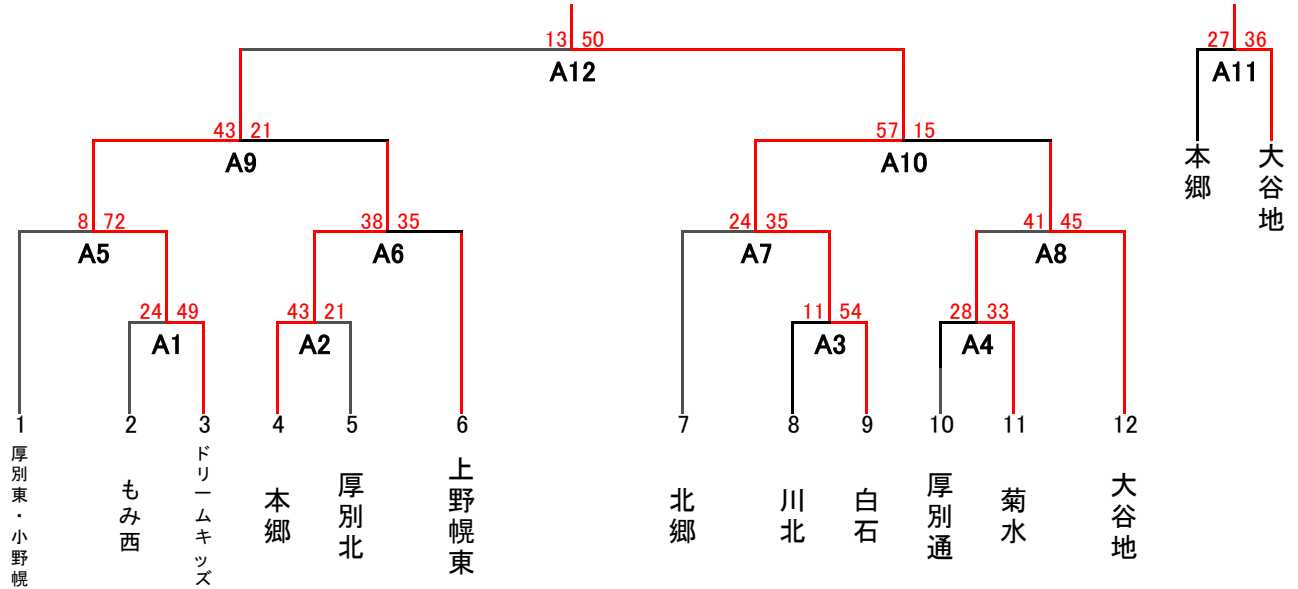 13 50
A12
27 36
A11
本郷
大谷地
43 21
A9
57 15
A10
8 72
A5
38 35
A6
24 35
A7
41 45
A8
24 49
A1
43 21
A2
11 54
A3
28 33
A4
1 2 3 4 5 6 7 8 9 10 11 12
厚別東・小野幌
もみ西
ドリームキッズ
本郷
厚別北
上野幌東
北郷
川北
白石
厚別通
菊水
大谷地